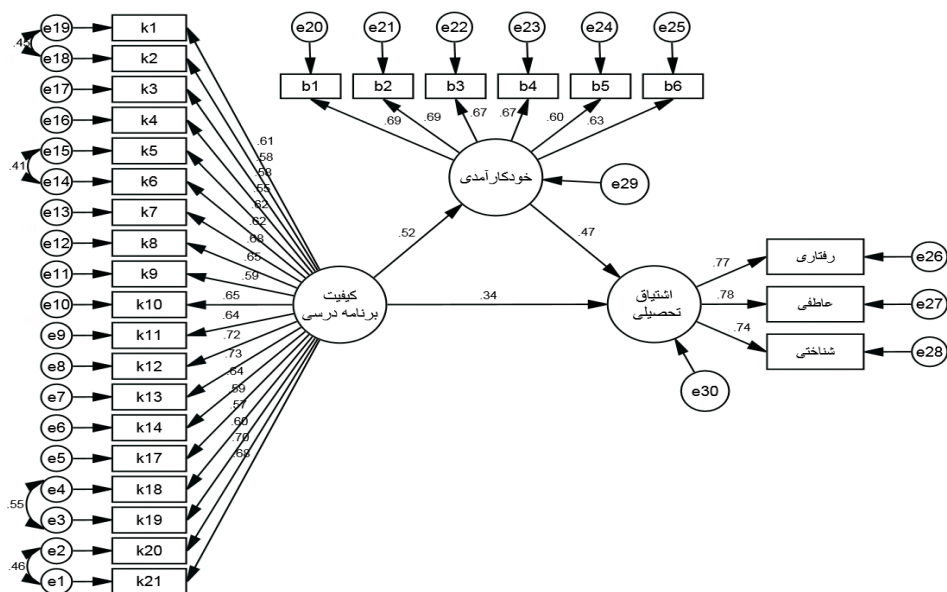 e19 k1
.45
e18 k2
e17 k3
e16 k4
e15 k5
.41
e14 k6
e13 k7
e12 k8
e11 k9
e10 k10
e9 k11
e8 k12
e7 k13
e6 k14
e5 k17
e4 k18
.55
e3 k19
e2 k20
.46
e1 k21
.61
.58
.58
.55
.62
.62
.68
.65
.59
.65
.64
.72
.73
.64
.59
.57
.60
.70
.68
کیفیت
برنامه درسی
e20 e21 e22 e23 e24 e25
b1 b2 b3 b4 b5 b6
.69 .69 .67 .67 .60 .63
خودکارآمدی
e29
.52
.47
.34
اشتیاق
تحصیلی
e30
.77
رفتاری
e26
.78
عاطفی
e27
.74
شناختی
e28